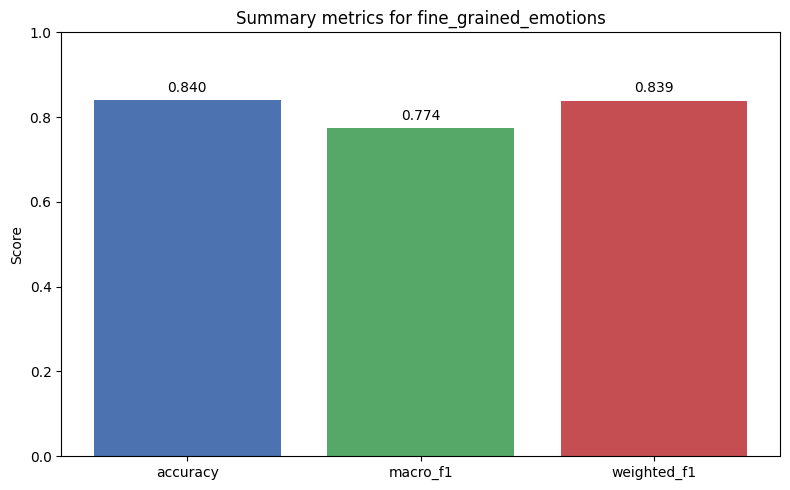 Summary metrics for fine_grained_emotions
1.0
0.8
0.6
0.4
0.2
0.0
Score
0.840
0.774
0.839
accuracy
macro_f1
weighted_f1